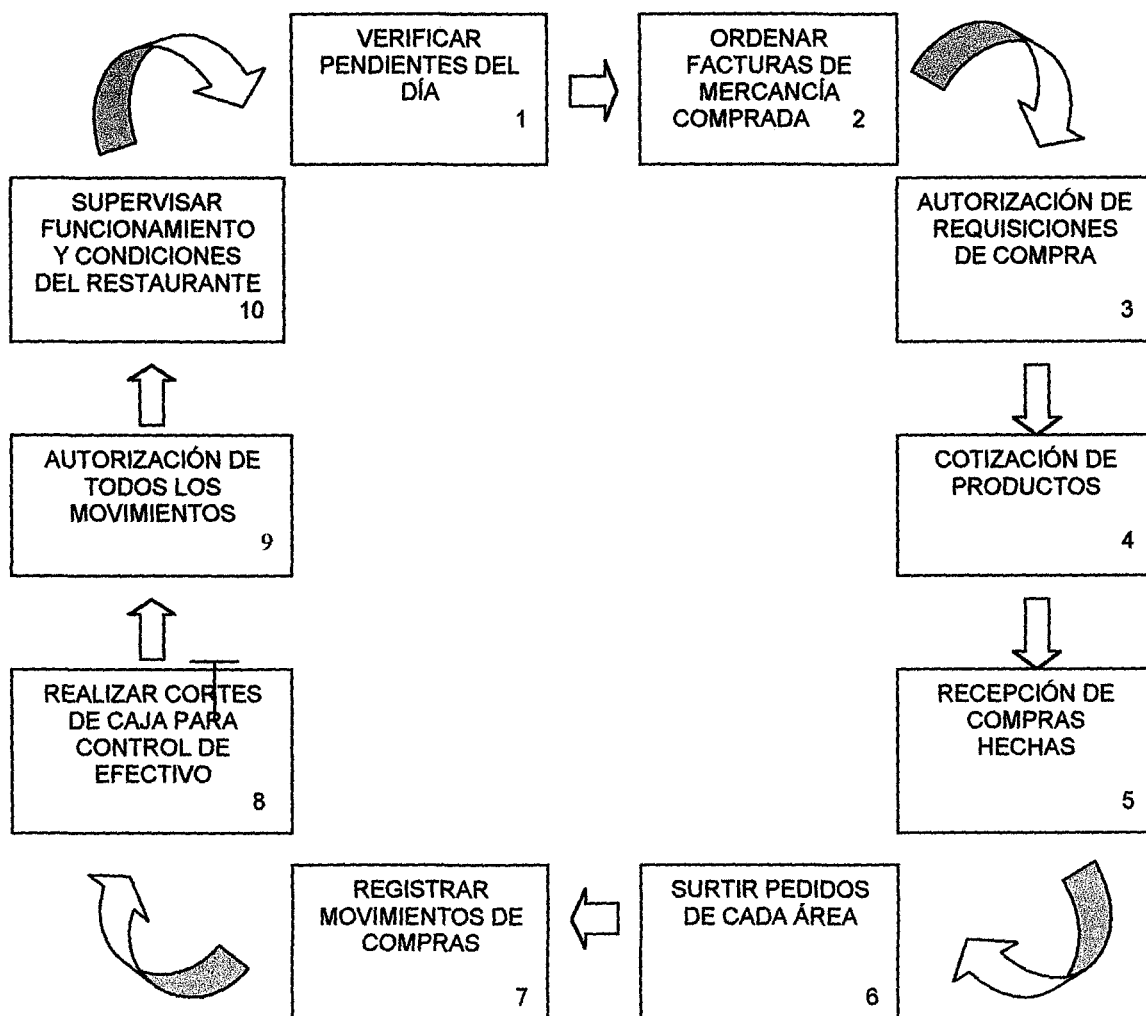 VERIFICAR
PENDIENTES DEL
DÍA
1
ORDENAR
FACTURAS DE
MERCANCÍA
COMPRADA 2
AUTORIZACIÓN DE
REQUISICIONES
DE COMPRA
3
COTIZACIÓN DE
PRODUCTOS
4
RECEPCIÓN DE
COMPRAS
HECHAS
5
SURTIR PEDIDOS
DE CADA ÁREA
6
REGISTRAR
MOVIMIENTOS DE
COMPRAS
7
REALIZAR CORTES
DE CAJA PARA
CONTROL DE
EFECTIVO
8
AUTORIZACIÓN DE
TODOS LOS
MOVIMIENTOS
9
SUPERVISAR
FUNCIONAMIENTO
Y CONDICIONES
DEL RESTAURANTE
10